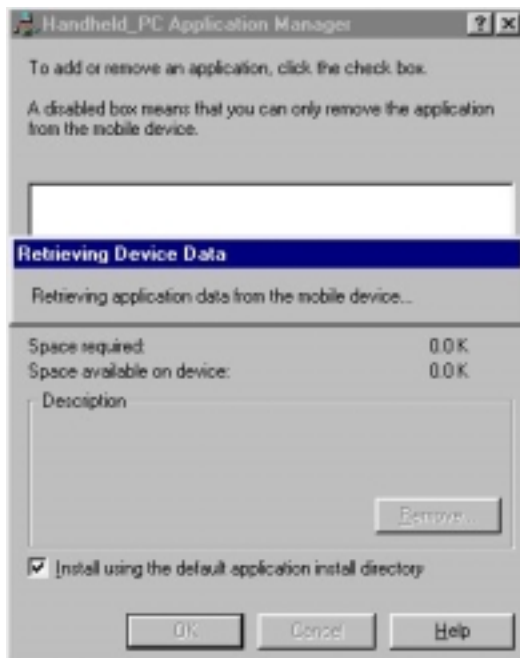 Handheld_PC Application Manager
To add or remove an application, click the check box.
A disabled box means that you can only remove the application
from the mobile device.
Retrieving Device Data
Retrieving application data from the mobile device...
Space required: 0.0 K
Space available on device: 0.0 K
Description
Remove...
Install using the default application install directory
OK Cancel Help